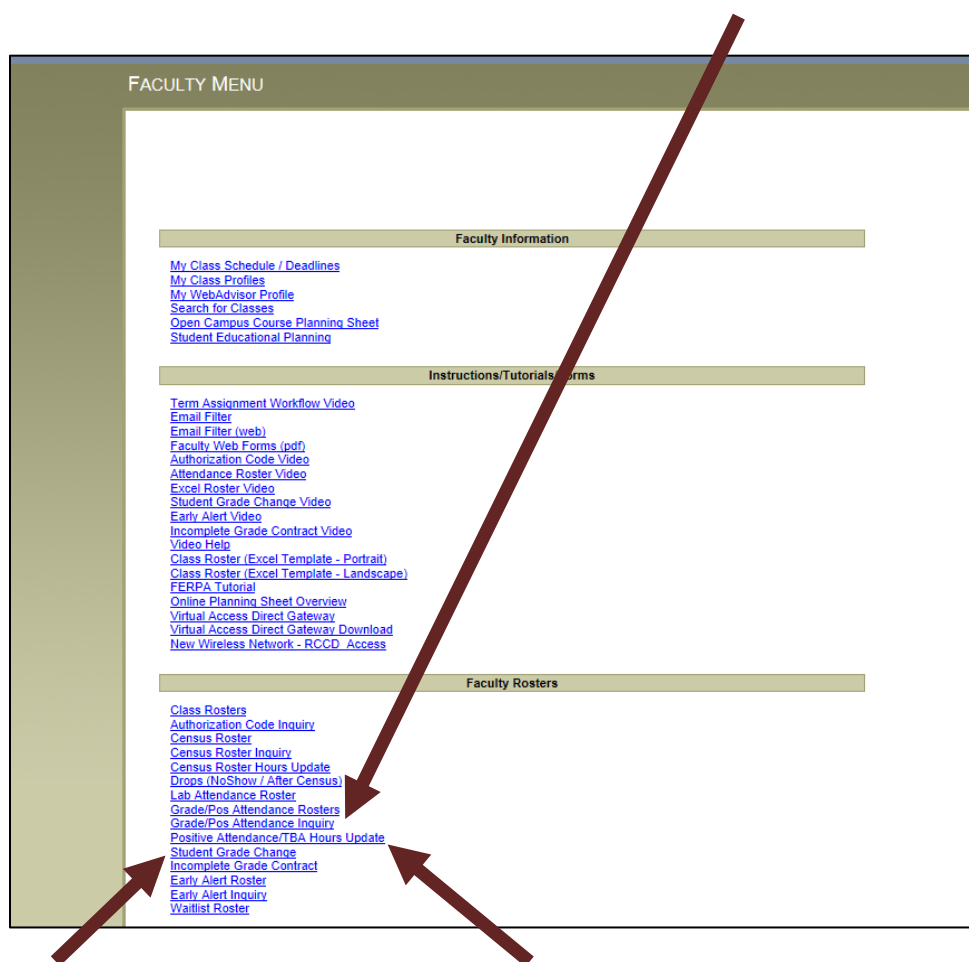 FACULTY MENU
Faculty Information
My Class Schedule / Deadlines
My Class Profiles
My WebAdvisor Profile
Search for Classes
Open Campus Course Planning Sheet
Student Educational Planning
Instructions/Tutorials/Forms
Term Assignment Workflow Video
Email Filter
Email Filter (web)
Faculty Web Forms (pdf)
Authorization Code Video
Attendance Roster Video
Excel Roster Video
Student Grade Change Video
Early Alert Video
Incomplete Grade Contract Video
Video Help
Class Roster (Excel Template - Portrait)
Class Roster (Excel Template - Landscape)
FERPA Tutorial
Online Planning Sheet Overview
Virtual Access Direct Gateway
Virtual Access Direct Gateway Download
New Wireless Network - RCCD Access
Faculty Rosters
Class Rosters
Authorization Code Inquiry
Census Roster
Census Roster Inquiry
Census Roster Hours Update
Drops (NoShow / After Census)
Lab Attendance Roster
Grade/Pos Attendance Rosters
Grade/Pos Attendance Inquiry
Positive Attendance/TBA Hours Update
Student Grade Change
Incomplete Grade Contract
Early Alert Roster
Early Alert Inquiry
Waitlist Roster